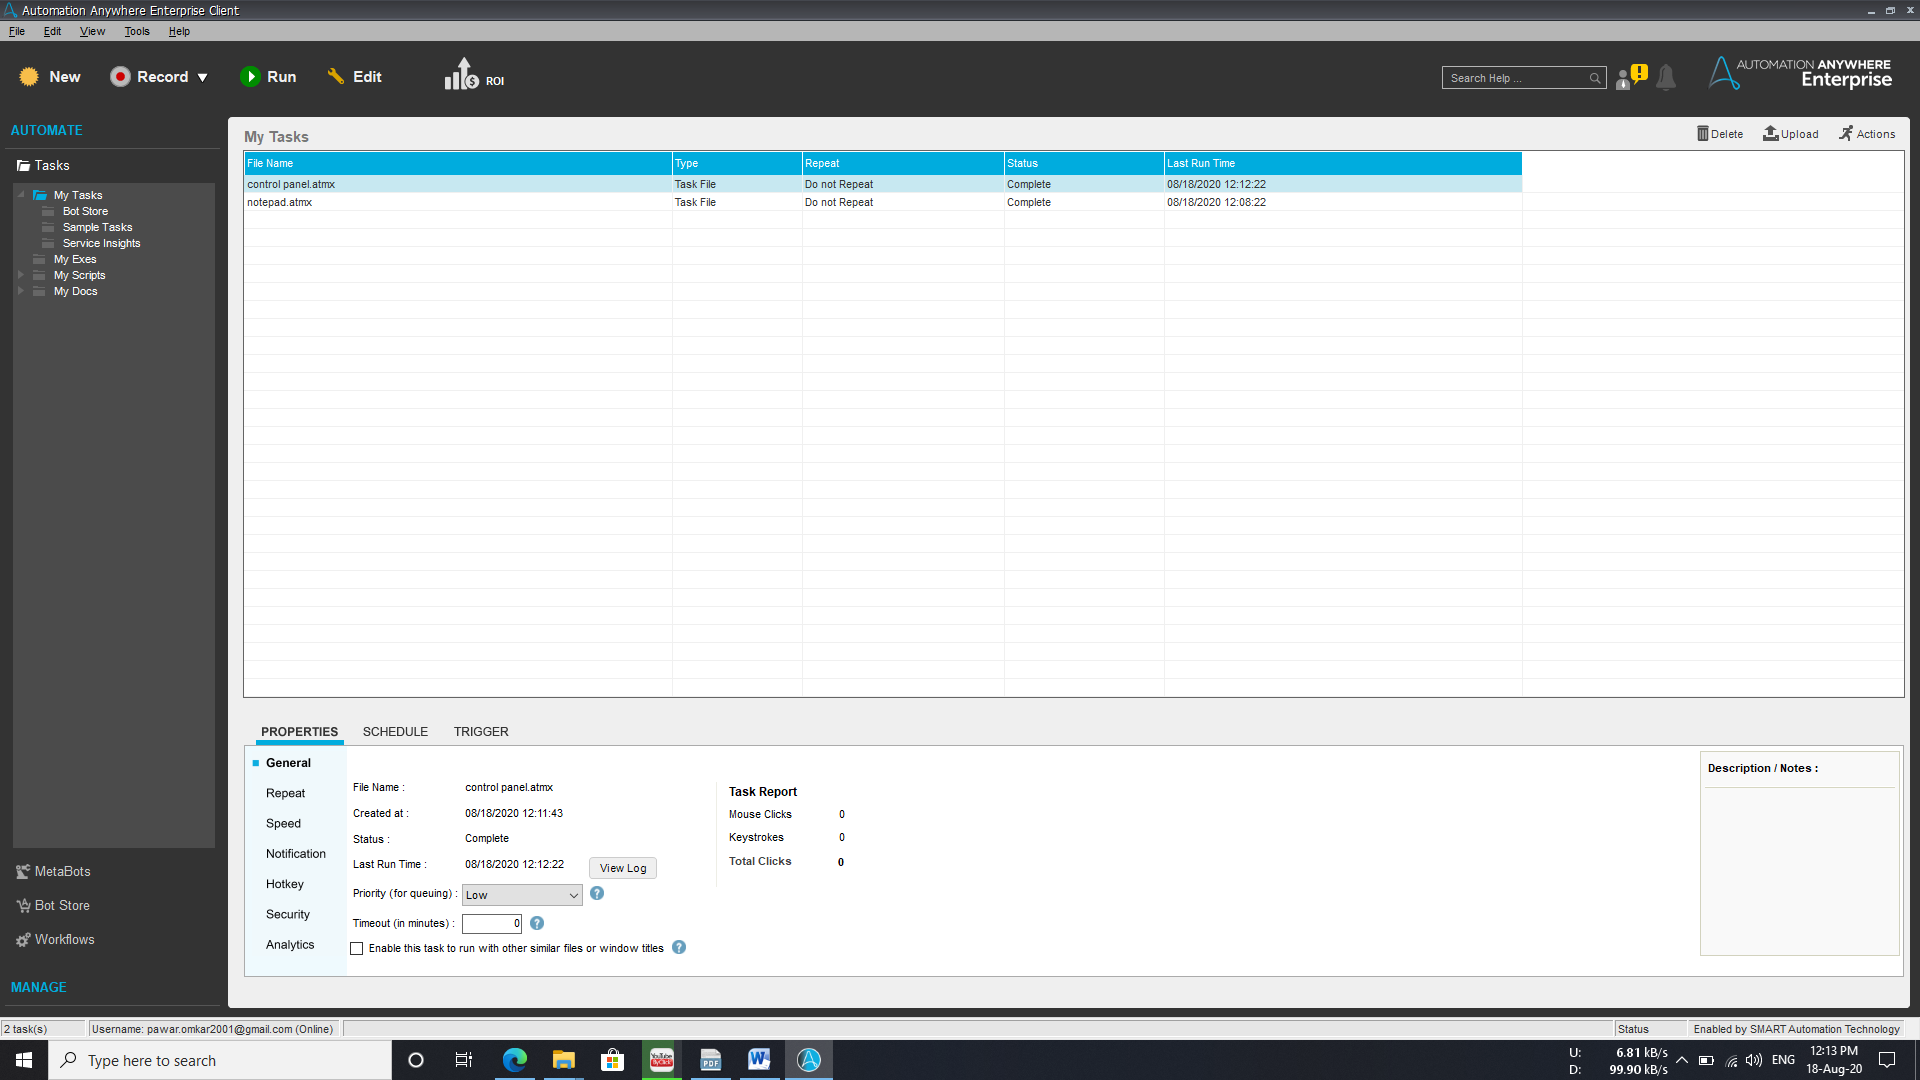 Automation Anywhere Enterprise Client
File Edit View Tools Help
New Record Run Edit ROI Search Help ... AUTOMATION ANYWHERE
Enterprise
AUTOMATE
Tasks
My Tasks
Bot Store
Sample Tasks
Service Insights
My Exes
My Scripts
My Docs
MetaBots
Bot Store
Workflows
MANAGE
My Tasks Delete Upload Actions
File Name Type Repeat Status Last Run Time
control panel.atmx Task File Do not Repeat Complete 08/18/2020 12:12:22
notepad.atmx Task File Do not Repeat Complete 08/18/2020 12:08:22
PROPERTIES SCHEDULE TRIGGER
General
Repeat
Speed
Notification
Hotkey
Security
Analytics
File Name : control panel.atmx
Created at : 08/18/2020 12:11:43
Status : Complete
Last Run Time : 08/18/2020 12:12:22 View Log
Priority (for queuing) : Low ?
Timeout (in minutes) : 0 ?
Enable this task to run with other similar files or window titles ?
Task Report
Mouse Clicks 0
Keystrokes 0
Total Clicks 0
Description / Notes :
2 task(s) Username: pawar.omkar2001@gmail.com (Online) Status Enabled by SMART Automation Technology
Type here to search
YouTube
PDF
W
U: 6.81 kB/s
D: 99.90 kB/s
ENG
12:13 PM
18-Aug-20